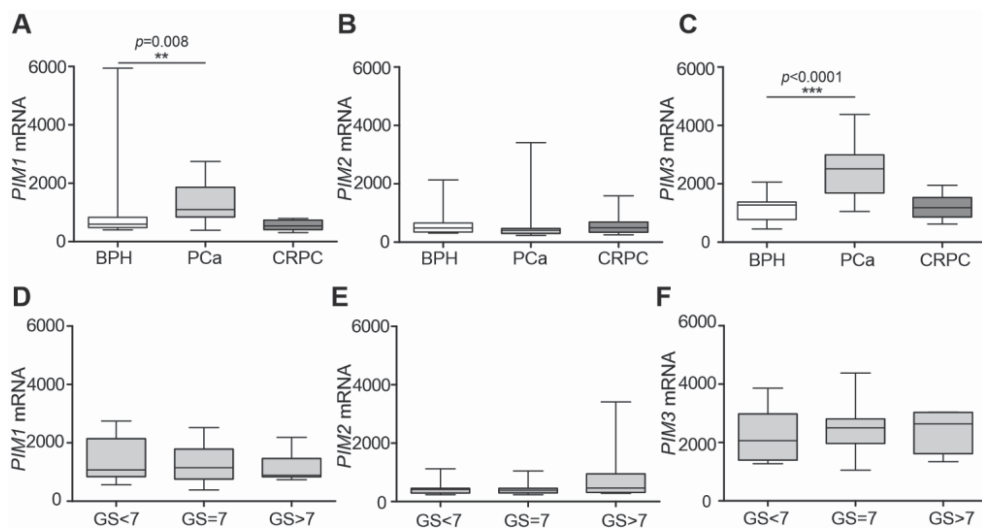 A
B
C
p=0.008
**
p<0.0001
***
PIM1 mRNA
6000
4000
2000
0
BPH
PCa
CRPC
PIM2 mRNA
6000
4000
2000
0
BPH
PCa
CRPC
PIM3 mRNA
6000
4000
2000
0
BPH
PCa
CRPC
D
E
F
PIM1 mRNA
6000
4000
2000
0
GS<7
GS=7
GS>7
PIM2 mRNA
6000
4000
2000
0
GS<7
GS=7
GS>7
PIM3 mRNA
6000
4000
2000
0
GS<7
GS=7
GS>7